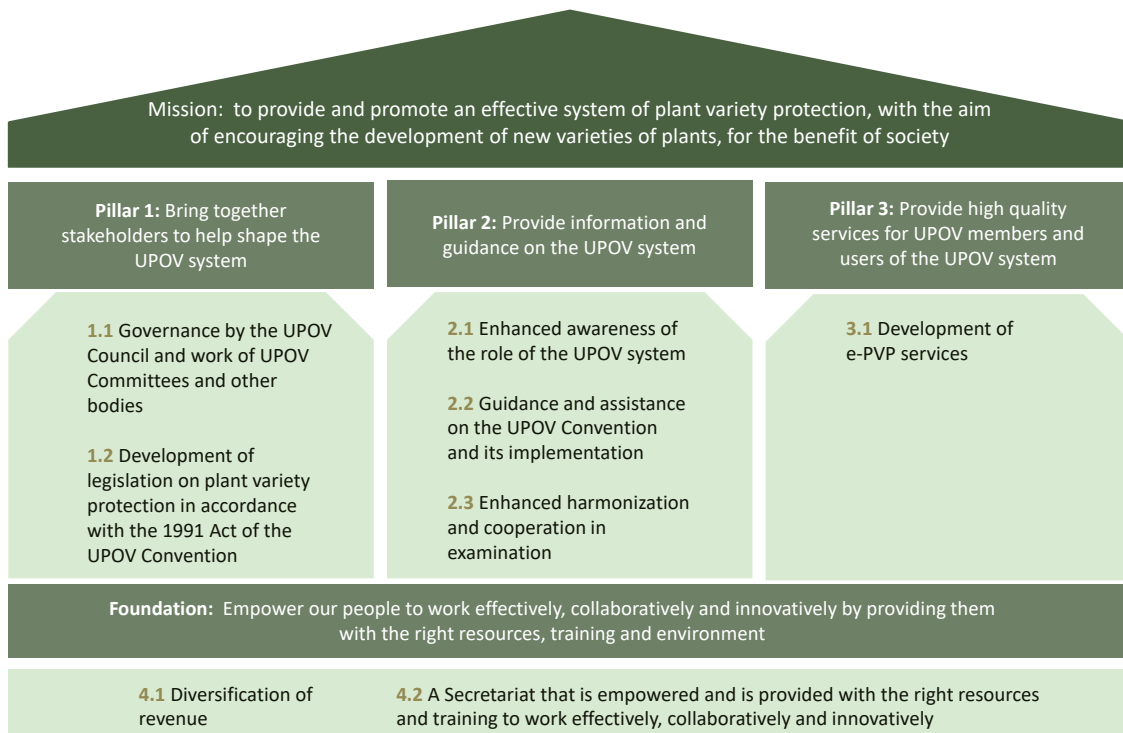 Mission:  to provide and promote an effective system of plant variety protection, with the aim
of encouraging the development of new varieties of plants, for the benefit of society
Pillar 1: Bring together
stakeholders to help shape the
UPOV system
Pillar 2: Provide information and
guidance on the UPOV system
Pillar 3: Provide high quality
services for UPOV members and
users of the UPOV system
1.1 Governance by the UPOV
Council and work of UPOV
Committees and other
bodies
1.2 Development of
legislation on plant variety
protection in accordance
with the 1991 Act of the
UPOV Convention
2.1 Enhanced awareness of
the role of the UPOV system
2.2 Guidance and assistance
on the UPOV Convention
and its implementation
2.3 Enhanced harmonization
and cooperation in
examination
3.1 Development of
e-PVP services
Foundation:  Empower our people to work effectively, collaboratively and innovatively by providing them
with the right resources, training and environment
4.1 Diversification of
revenue
4.2 A Secretariat that is empowered and is provided with the right resources
and training to work effectively, collaboratively and innovatively